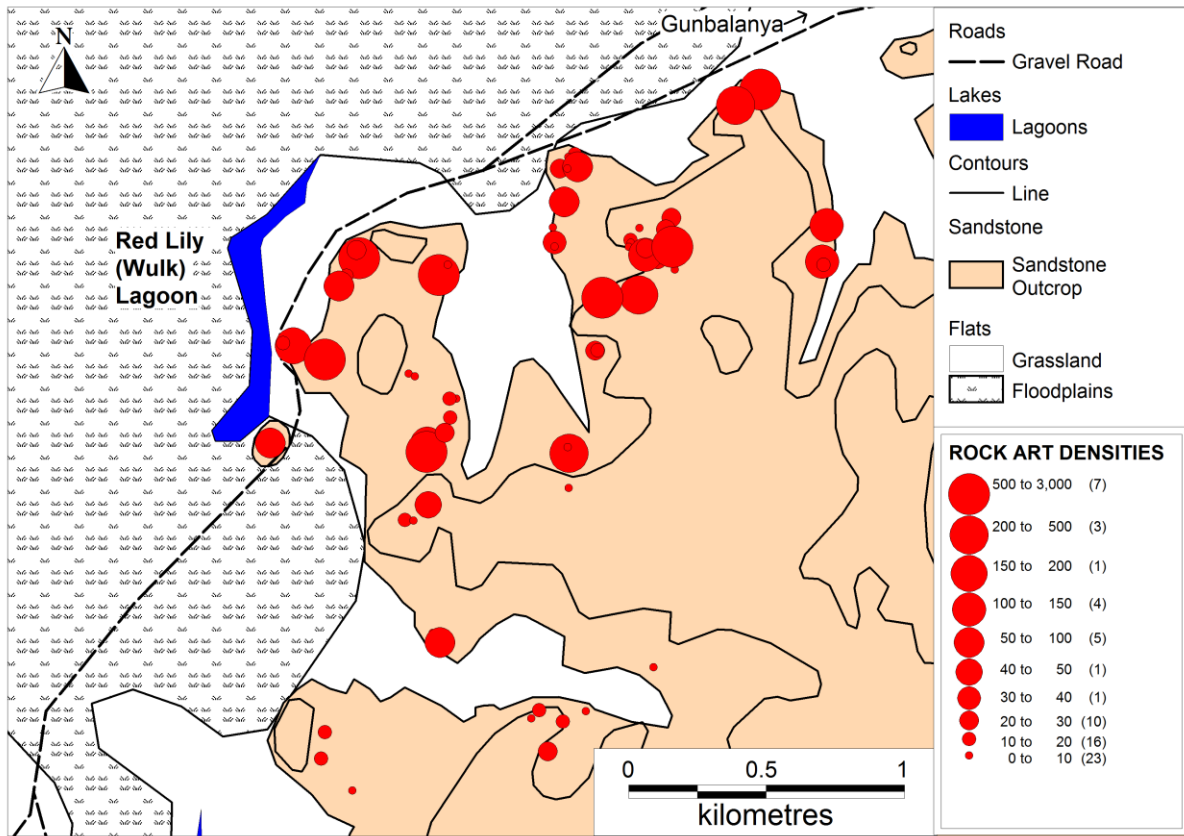 Gunbalanya
N
Red Lily
(Wulk)
Lagoon
0 0.5 1
kilometres
Roads
Gravel Road
Lakes
Lagoons
Contours
Line
Sandstone
Sandstone
Outcrop
Flats
Grassland
Floodplains
ROCK ART DENSITIES
500 to 3,000 (7)
200 to 500 (3)
150 to 200 (1)
100 to 150 (4)
50 to 100 (5)
40 to 50 (1)
30 to 40 (1)
20 to 30 (10)
10 to 20 (16)
0 to 10 (23)